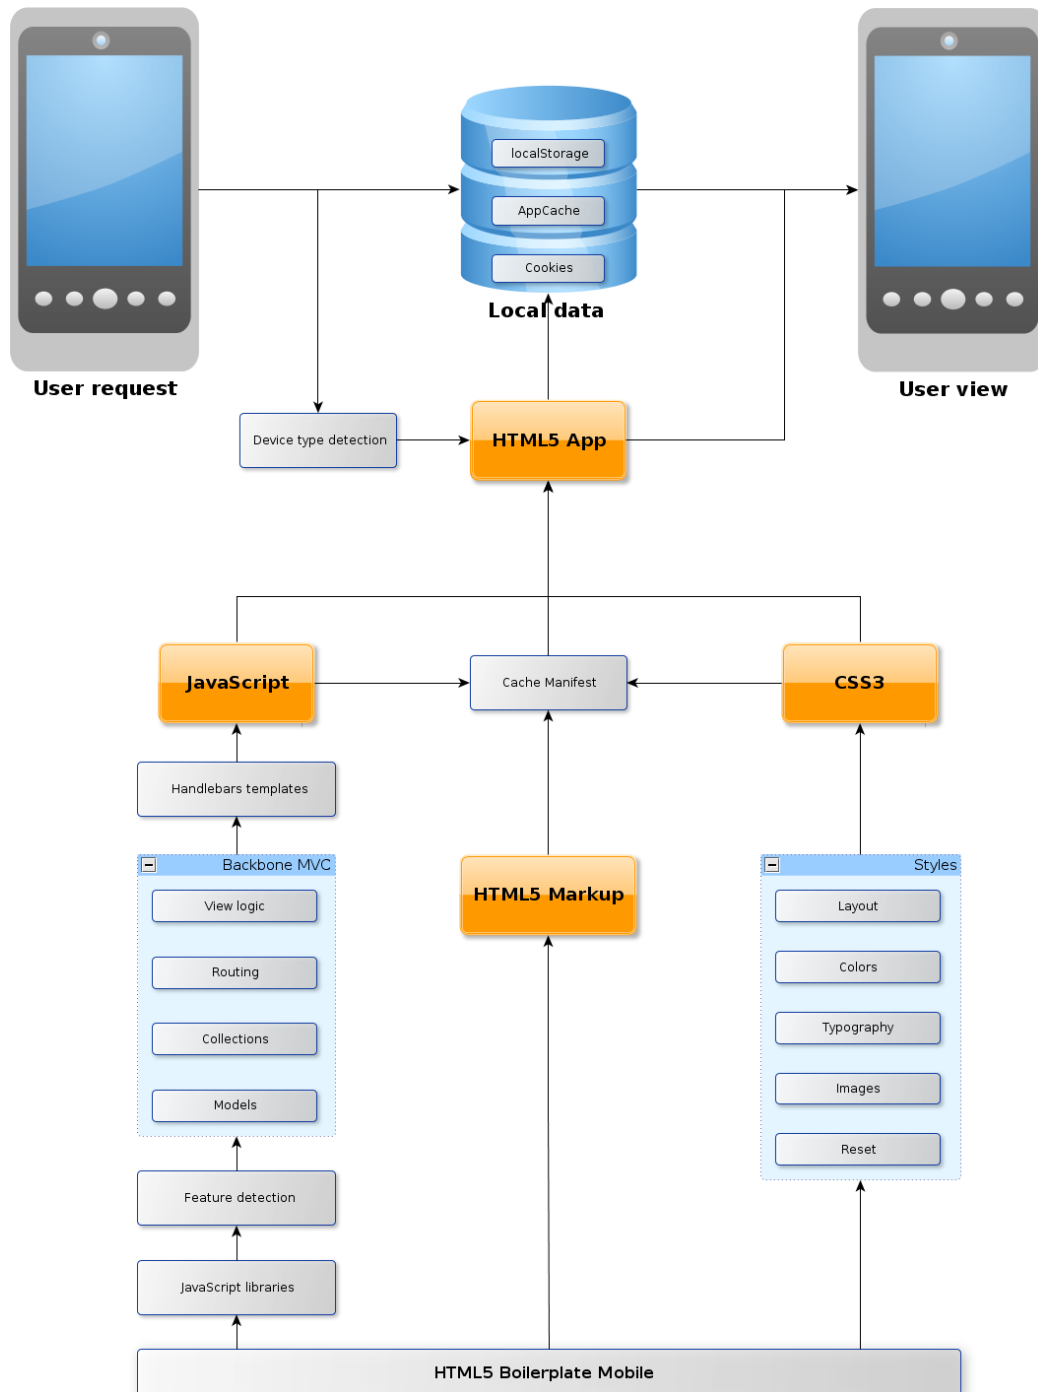 localStorage
AppCache
Cookies
Local data
User request
User view
Device type detection
HTML5 App
JavaScript
Cache Manifest
CSS3
Handlebars templates
Backbone MVC
View logic
Routing
Collections
Models
HTML5 Markup
Styles
Layout
Colors
Typography
Images
Reset
Feature detection
JavaScript libraries
HTML5 Boilerplate Mobile